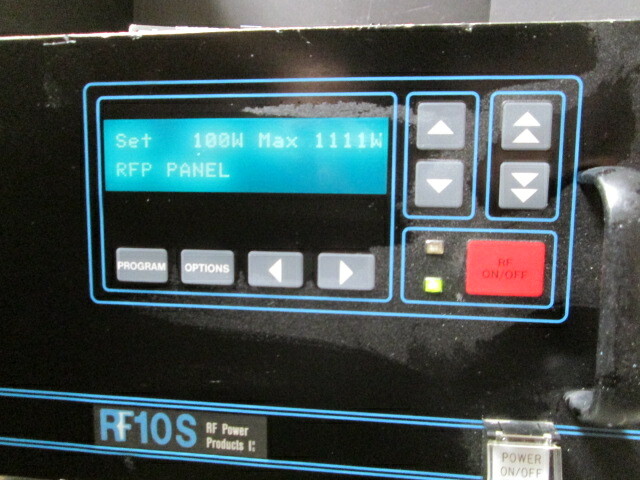 Set 100W Max 1111W
RFP PANEL
PROGRAM
OPTIONS
RF
ON/OFF
RF10S
RF Power
Products
POWER
ON/OFF